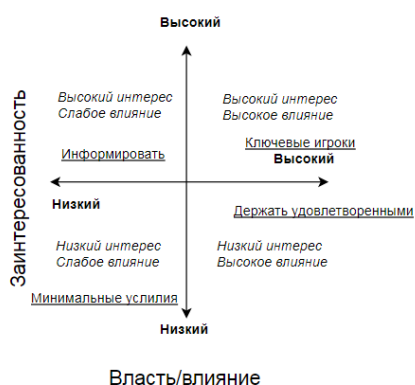 Высокий
Высокий интерес
Слабое влияние
Высокий интерес
Высокое влияние
Информировать
Ключевые игроки
Высокий
Заинтересованность
Низкий
Держать удовлетворенными
Низкий интерес
Слабое влияние
Низкий интерес
Высокое влияние
Минимальные услилия
Низкий
Власть/влияние